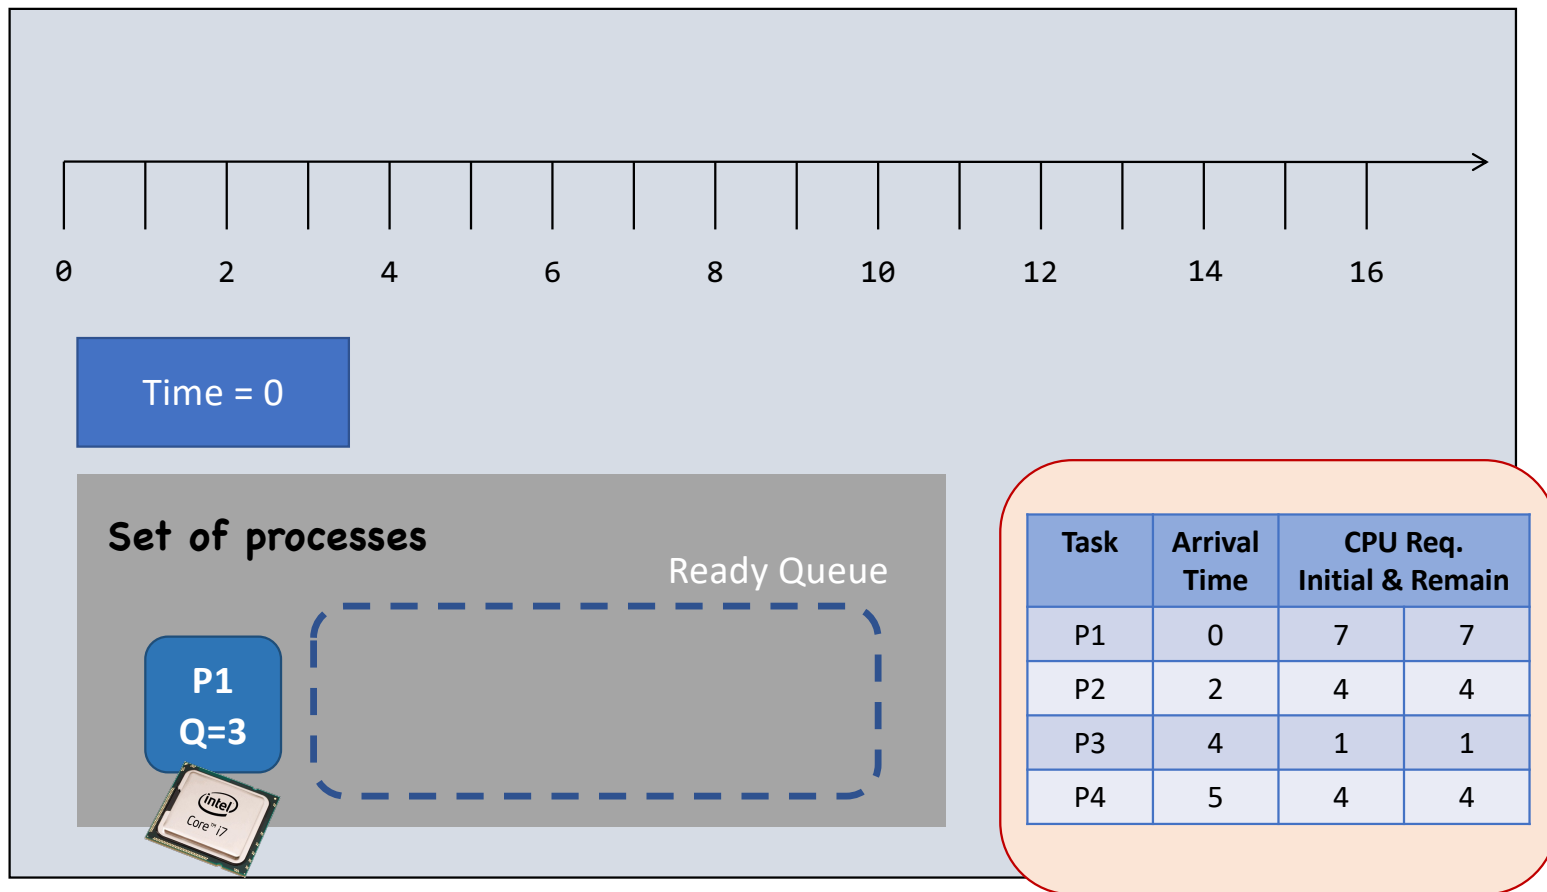 0 2 4 6 8 10 12 14 16
Time = 0
Set of processes
Ready Queue
P1
Q=3
intel
Core™ i7
Task Arrival Time CPU Req. Initial & Remain
P1 0 7 7
P2 2 4 4
P3 4 1 1
P4 5 4 4